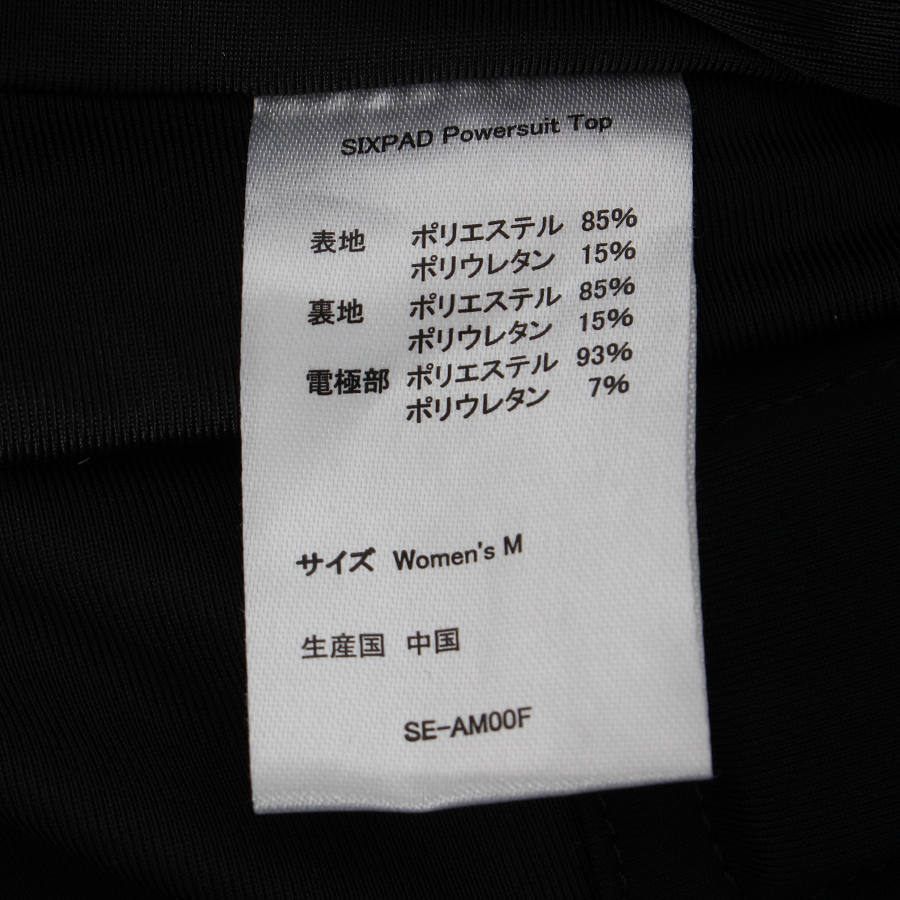 SIXPAD Powersuit Top
表地 ポリエステル 85%
ポリウレタン 15%
裏地 ポリエステル 85%
ポリウレタン 15%
電極部 ポリエステル 93%
ポリウレタン 7%
サイズ Women's M
生産国 中国
SE-AM00F